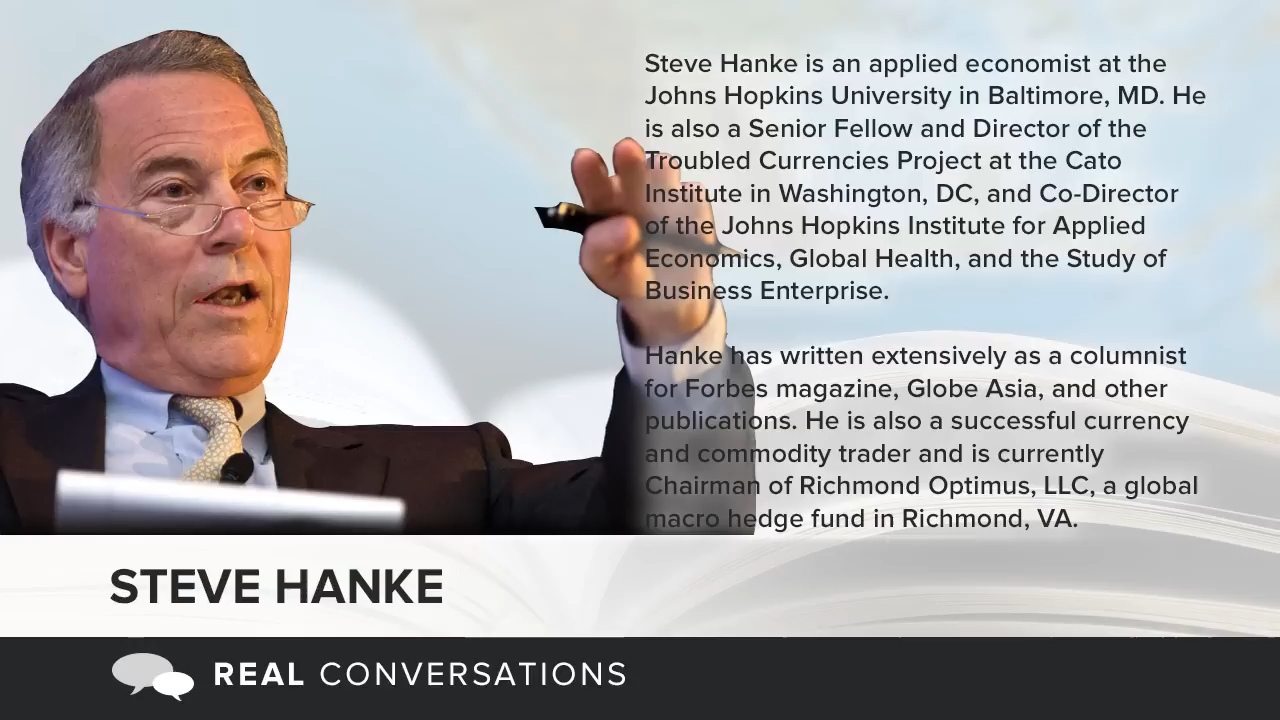 Steve Hanke is an applied economist at the
Johns Hopkins University in Baltimore, MD. He
is also a Senior Fellow and Director of the
Troubled Currencies Project at the Cato
Institute in Washington, DC, and Co-Director
of the Johns Hopkins Institute for Applied
Economics, Global Health, and the Study of
Business Enterprise.
Hanke has written extensively as a columnist
for Forbes magazine, Globe Asia, and other
publications. He is also a successful currency
and commodity trader and is currently
Chairman of Richmond Optimus, LLC, a global
macro hedge fund in Richmond, VA.
STEVE HANKE
REAL CONVERSATIONS